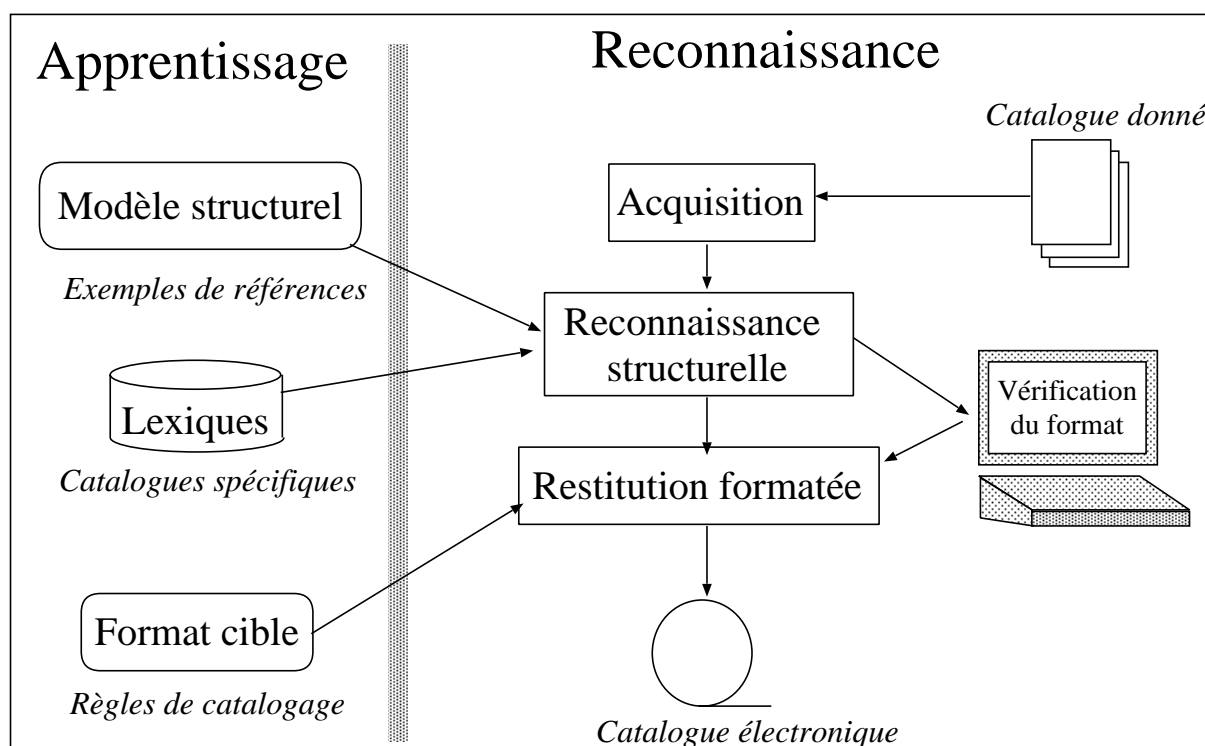 Apprentissage
Reconnaissance
Catalogue donné
Modèle structurel
Exemples de références
Acquisition
Reconnaissance
structurelle
Lexiques
Catalogues spécifiques
Vérification
du format
Restitution formatée
Format cible
Règles de catalogage
Catalogue électronique